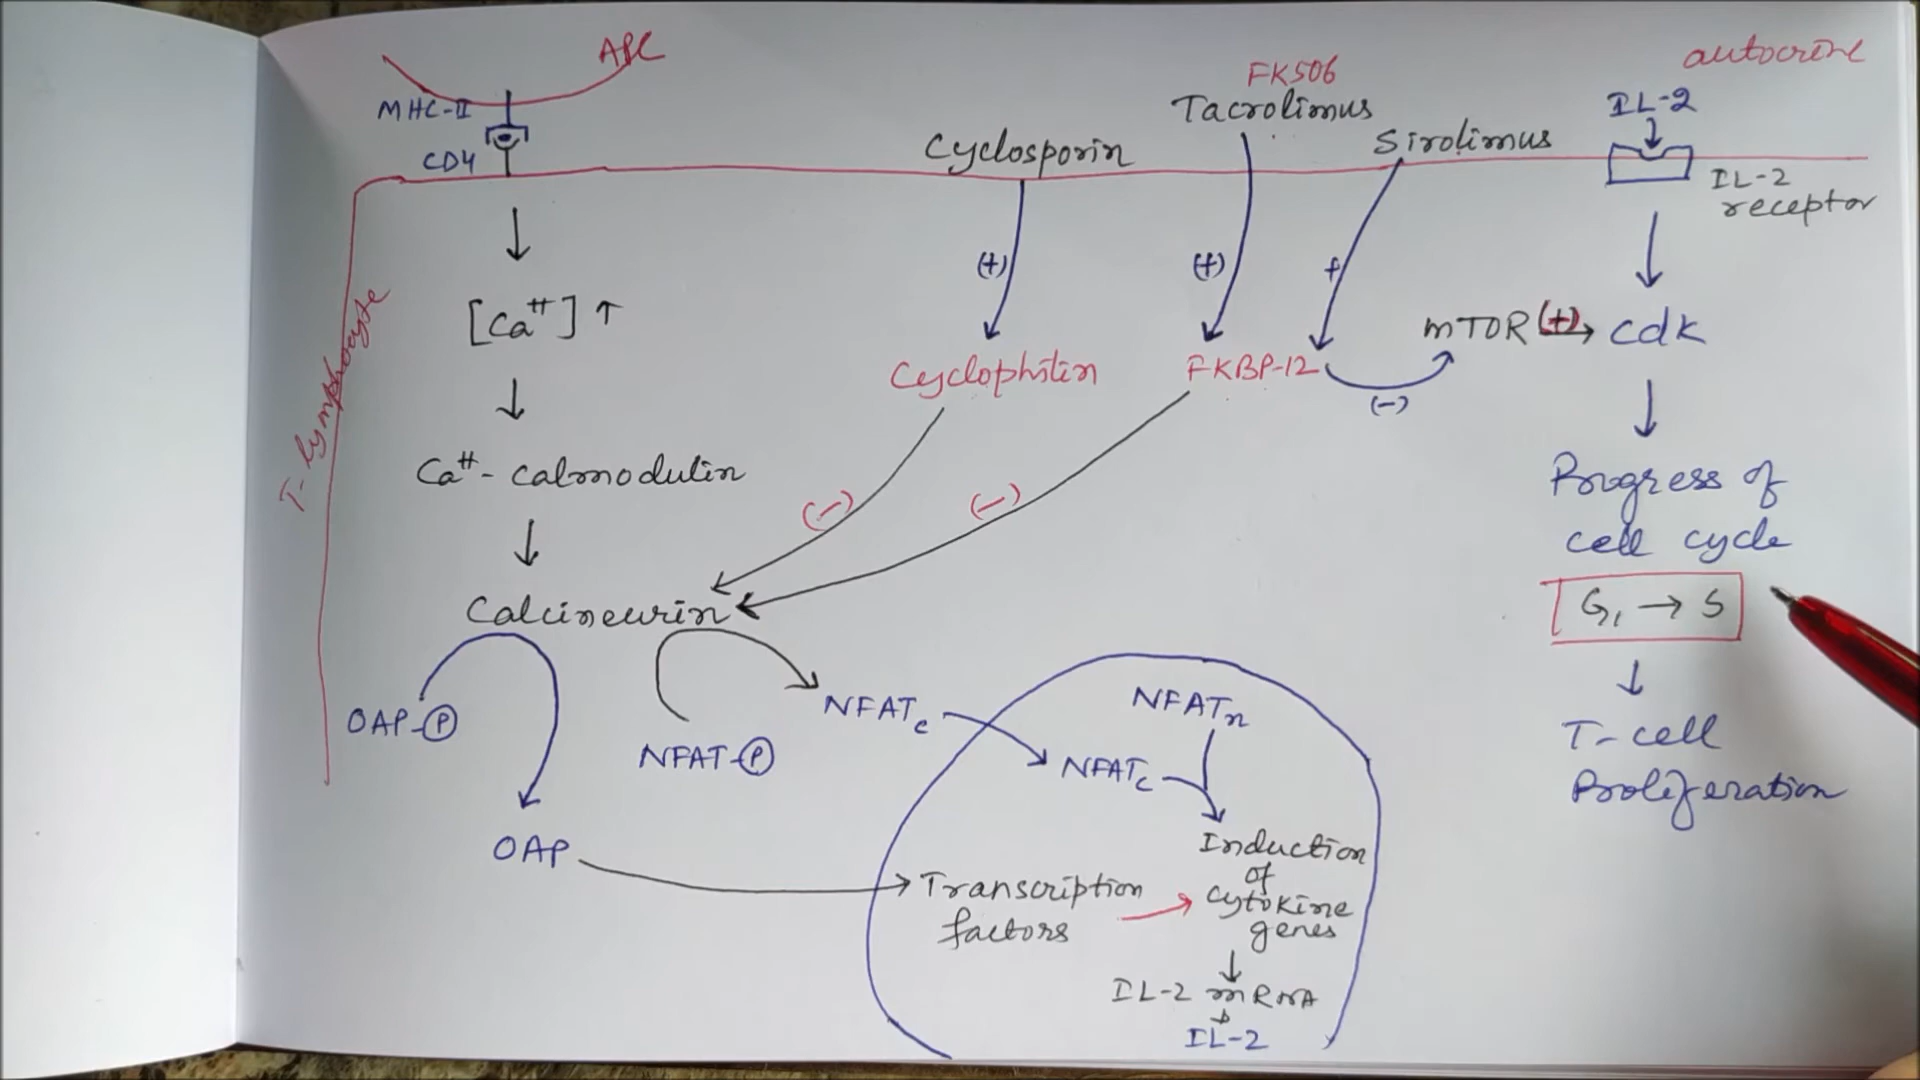 APC
MHC-II
CD4
T-lymphocyte
↓
[Ca⁺⁺] ↑
↓
Ca⁺⁺- calmodulin
↓
Calcineurin
OAP-Ⓟ
OAP
NFAT-Ⓟ
NFATc
Cyclosporin
(+)
Cyclophilin
(-)
FK506
Tacrolimus
(+)
FKBP-12
(-)
Sirolimus
+
(-)
mTOR (+)→ cdk
autocrine
IL-2
IL-2
receptor
Progress of
cell cycle
G₁ → S
↓
T-cell
Proliferation
NFATn
NFATc
Induction
of
cytokine
genes
Transcription
factors
↓
IL-2 mRNA
IL-2